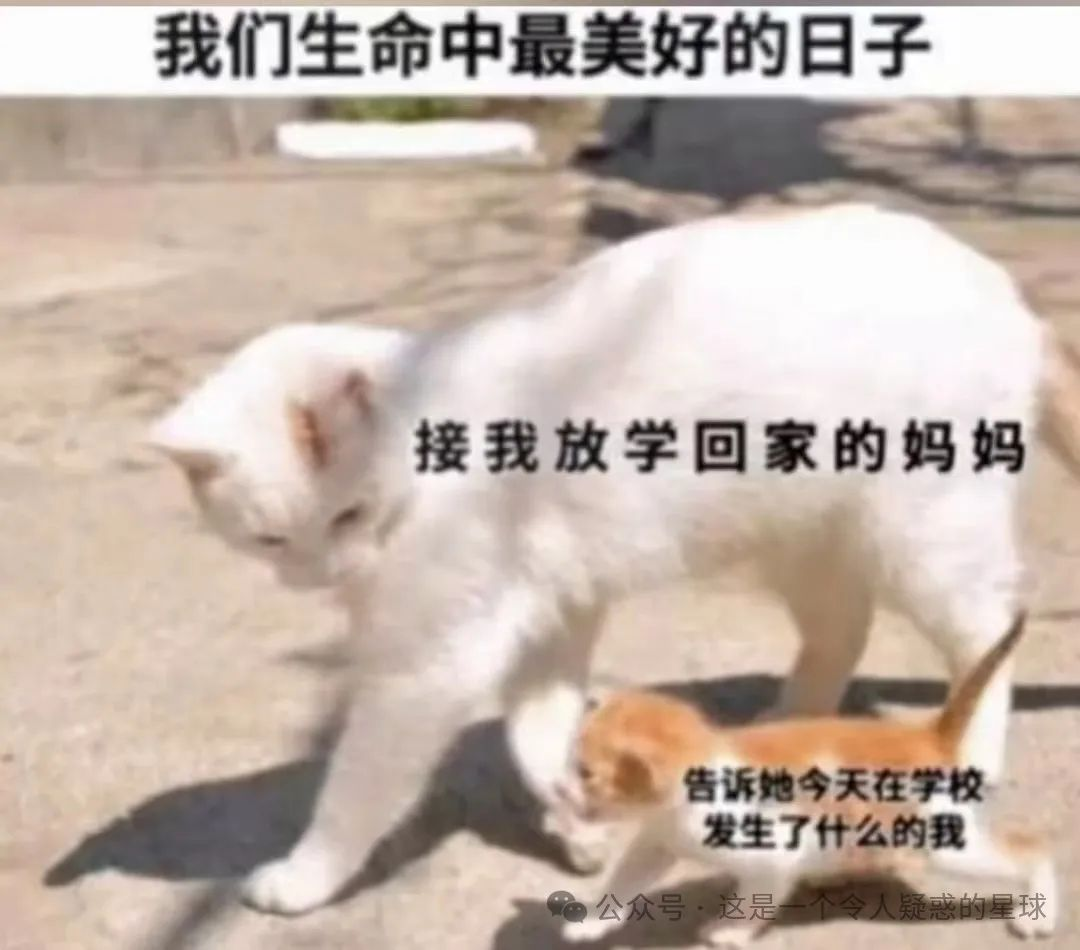 我们生命中最美好的日子
接我放学回家的妈妈
告诉她今天在学校
发生了什么的我
公众号·这是一个令人疑惑的星球